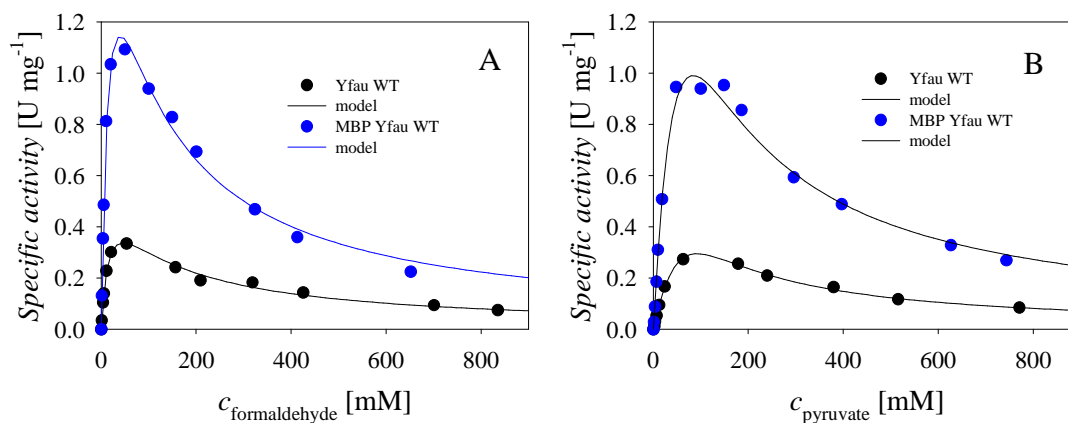 A
Specific activity [U mg-1]
1.2
1.0
0.8
0.6
0.4
0.2
0.0
Yfau WT
model
MBP Yfau WT
model
0 200 400 600 800
cformaldehyde [mM]
B
Specific activity [U mg-1]
1.2
1.0
0.8
0.6
0.4
0.2
0.0
Yfau WT
model
MBP Yfau WT
model
0 200 400 600 800
cpyruvate [mM]